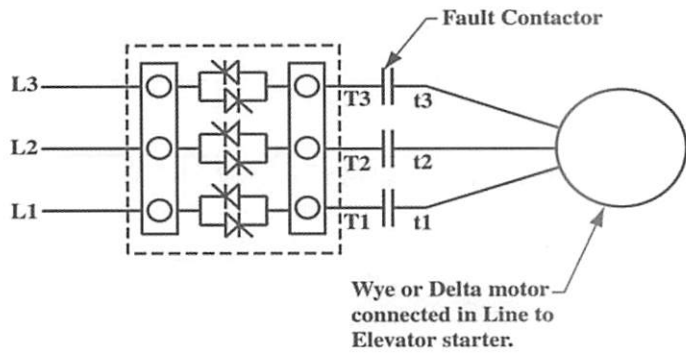 Fault Contactor
L3
T3
t3
L2
T2
t2
L1
T1
t1
Wye or Delta motor
connected in Line to
Elevator starter.